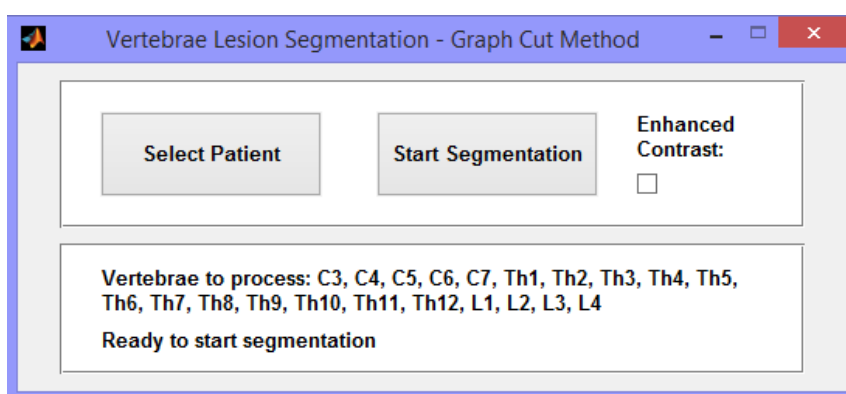 Vertebrae Lesion Segmentation - Graph Cut Method
Select Patient
Start Segmentation
Enhanced
Contrast:
Vertebrae to process: C3, C4, C5, C6, C7, Th1, Th2, Th3, Th4, Th5,
Th6, Th7, Th8, Th9, Th10, Th11, Th12, L1, L2, L3, L4
Ready to start segmentation